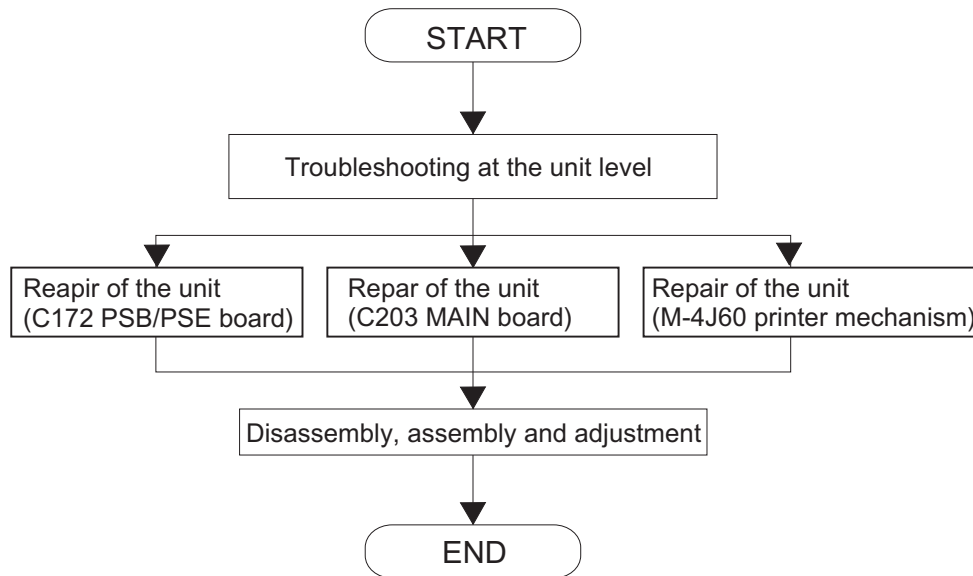 START
Troubleshooting at the unit level
Reapir of the unit
(C172 PSB/PSE board)
Repar of the unit
(C203 MAIN board)
Repair of the unit
(M-4J60 printer mechanism)
Disassembly, assembly and adjustment
END